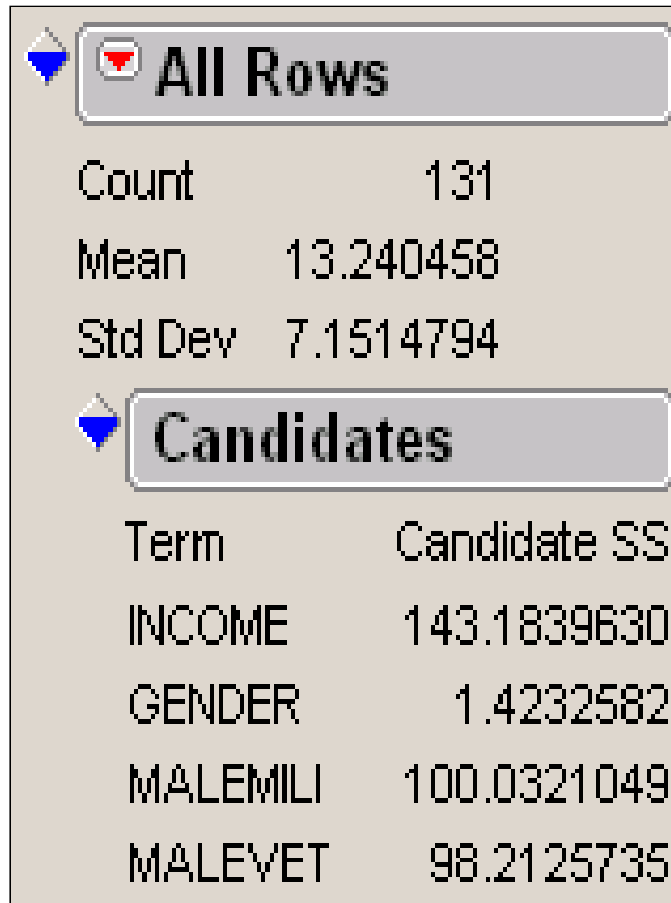 All Rows
Count 131
Mean 13.240458
Std Dev 7.1514794
Candidates
Term Candidate SS
INCOME 143.1839630
GENDER 1.4232582
MALEMILI 100.0321049
MALEVET 98.2125735